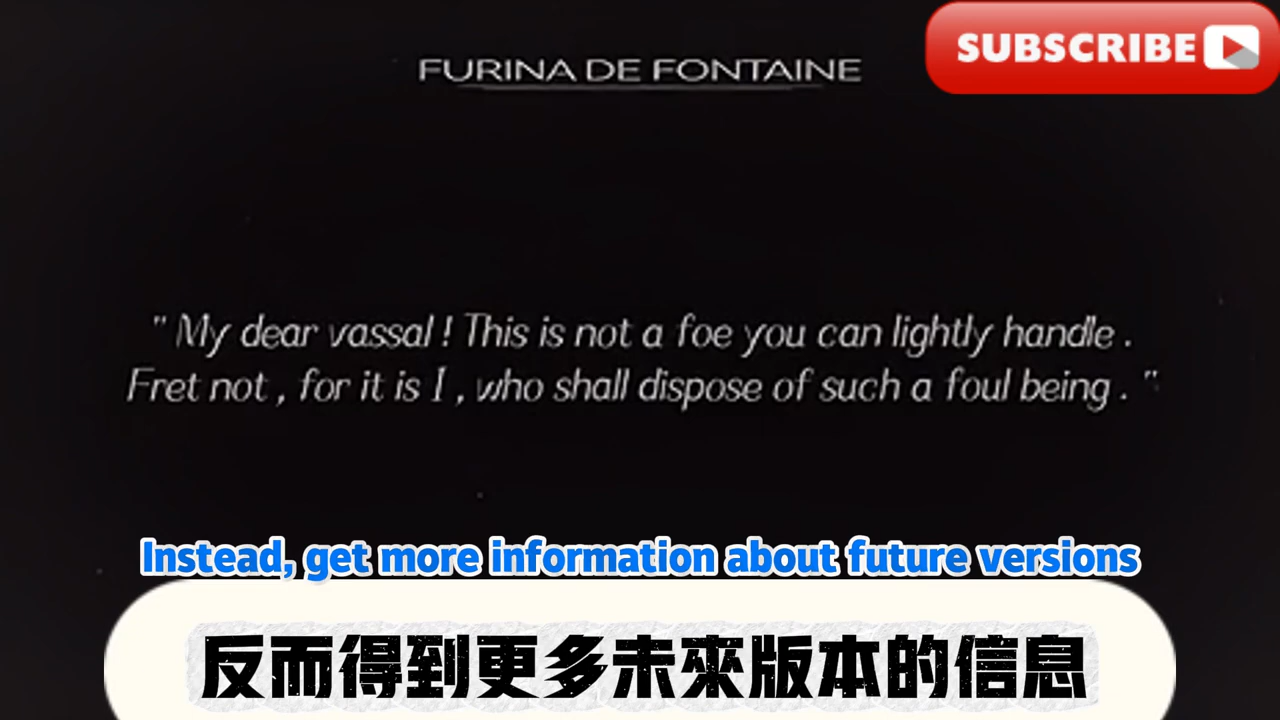 SUBSCRIBE
FURINA DE FONTAINE
" My dear vassal ! This is not a foe you can lightly handle .
Fret not , for it is I , who shall dispose of such a foul being . "
Instead, get more information about future versions
反而得到更多未來版本的信息